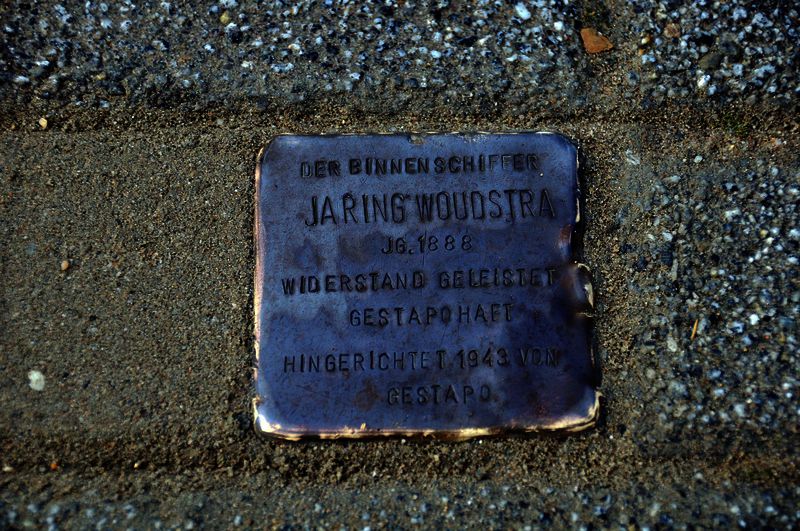 DER BINNENSCHIFFER
JARING WOUDSTRA
JG. 1888
WIDERSTAND GELEISTET
GESTAPOHAFT
HINGERICHTET 1943 VON
GESTAPO